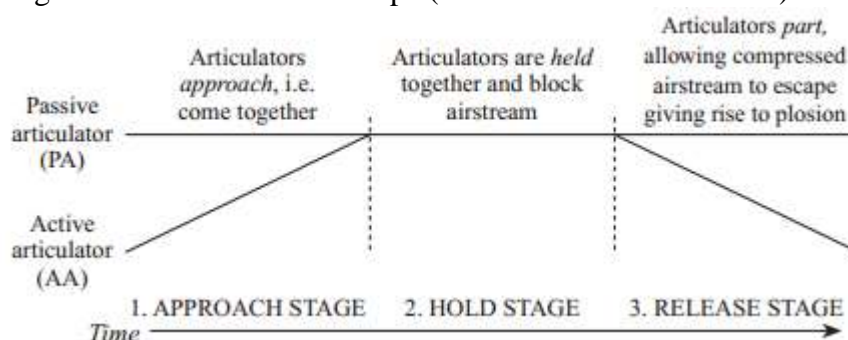 Articulators
approach, i.e.
come together
Articulators are held
together and block
airstream
Articulators part,
allowing compressed
airstream to escape
giving rise to plosion
Passive
articulator
(PA)
Active
articulator
(AA)
1. APPROACH STAGE 2. HOLD STAGE 3. RELEASE STAGE
Time